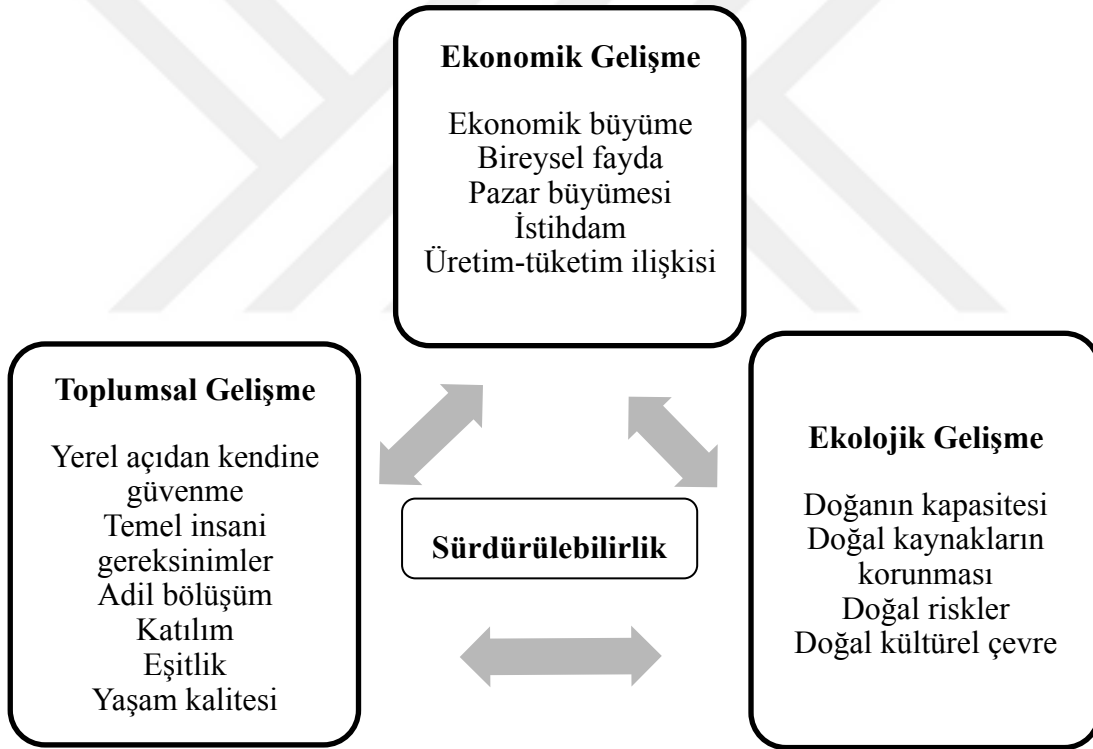 Ekonomik Gelişme
Ekonomik büyüme
Bireysel fayda
Pazar büyümesi
İstihdam
Üretim-tüketim ilişkisi
Toplumsal Gelişme
Yerel açıdan kendine
güvenme
Temel insani
gereksinimler
Adil bölüşüm
Katılım
Eşitlik
Yaşam kalitesi
Sürdürülebilirlik
Ekolojik Gelişme
Doğanın kapasitesi
Doğal kaynakların
korunması
Doğal riskler
Doğal kültürel çevre